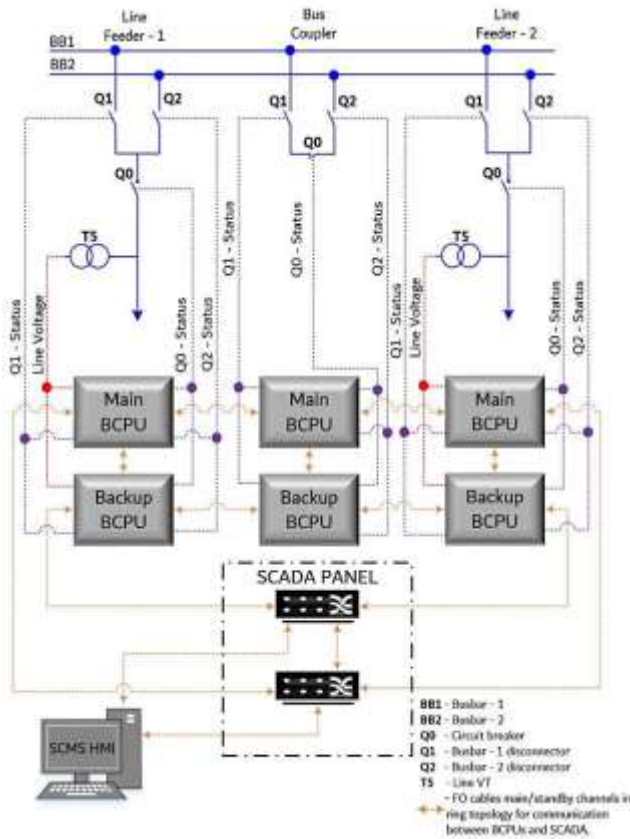 Line
Feeder - 1
Bus
Coupler
Line
Feeder - 2
BB1
BB2
Q1
Q2
Q1
Q2
Q1
Q2
Q0
Q0
Q0
T5
T5
Q1 - Status
Line Voltage
Q0 - Status
Q2 - Status
Q1 - Status
Q0 - Status
Q2 - Status
Q1 - Status
Line Voltage
Q0 - Status
Q2 - Status
Main
BCPU
Main
BCPU
Main
BCPU
Backup
BCPU
Backup
BCPU
Backup
BCPU
SCADA PANEL
SCMS HMI
BB1 - Busbar - 1
BB2 - Busbar - 2
Q0 - Circuit breaker
Q1 - Busbar - 1 disconnector
Q2 - Busbar - 2 disconnector
T5 - Line VT
- FO cables main/standby channels in
ring topology for communication
between BCPUs and SCADA.